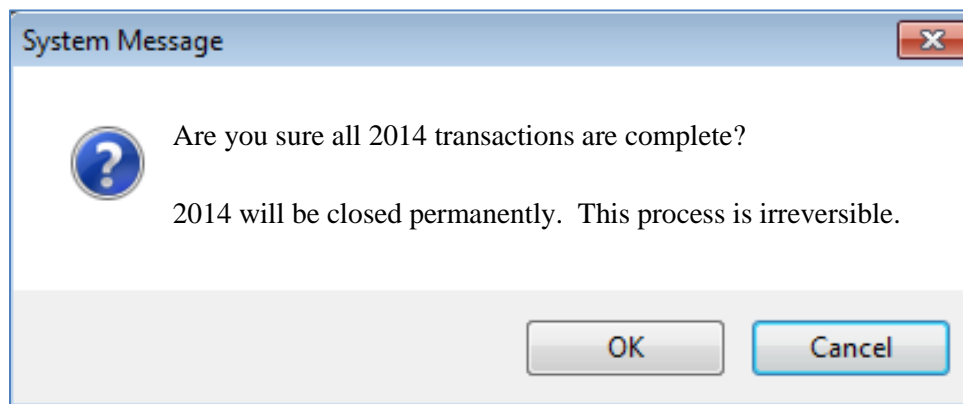 System Message
Are you sure all 2014 transactions are complete?
2014 will be closed permanently.  This process is irreversible.
OK Cancel